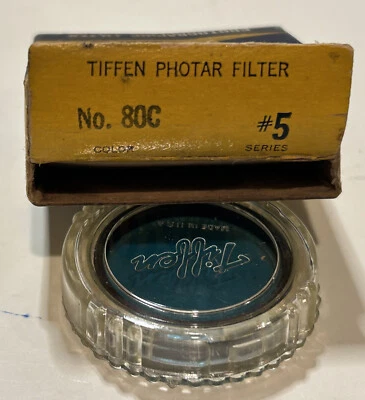 TIFFEN PHOTAR FILTER
No. 80C #5
COLOR SERIES
MADE IN U.S.A.
Tiffen